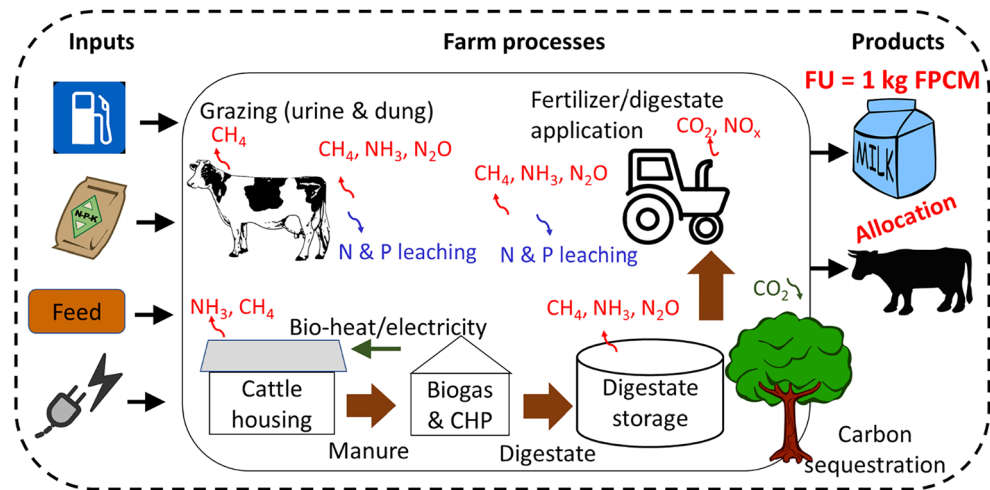 Inputs
Farm processes
Products
FU = 1 kg FPCM
Grazing (urine & dung)
CH₄
CH₄, NH₃, N₂O
N & P leaching
Fertilizer/digestate
application
CO₂, NOₓ
CH₄, NH₃, N₂O
N & P leaching
MILK
N-P-K
Allocation
Feed
NH₃, CH₄
Bio-heat/electricity
CH₄, NH₃, N₂O
CO₂
Cattle
housing
Biogas
& CHP
Digestate
storage
Manure
Digestate
Carbon
sequestration